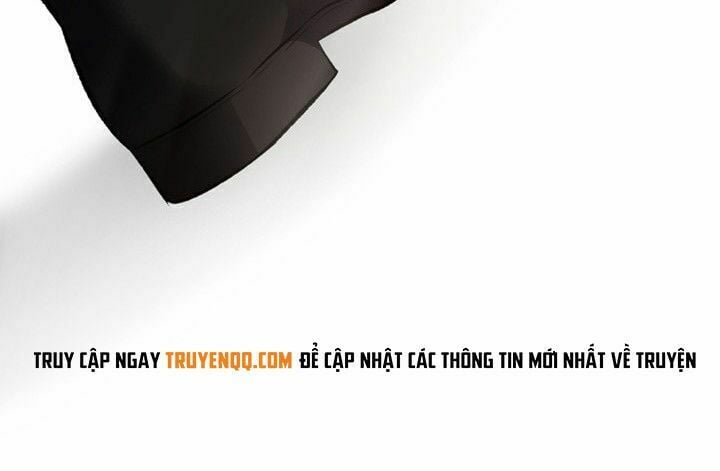 TRUY CẬP NGAY TRUYENQQ.COM ĐỂ CẬP NHẬT CÁC THÔNG TIN MỚI NHẤT VỀ TRUYỆN